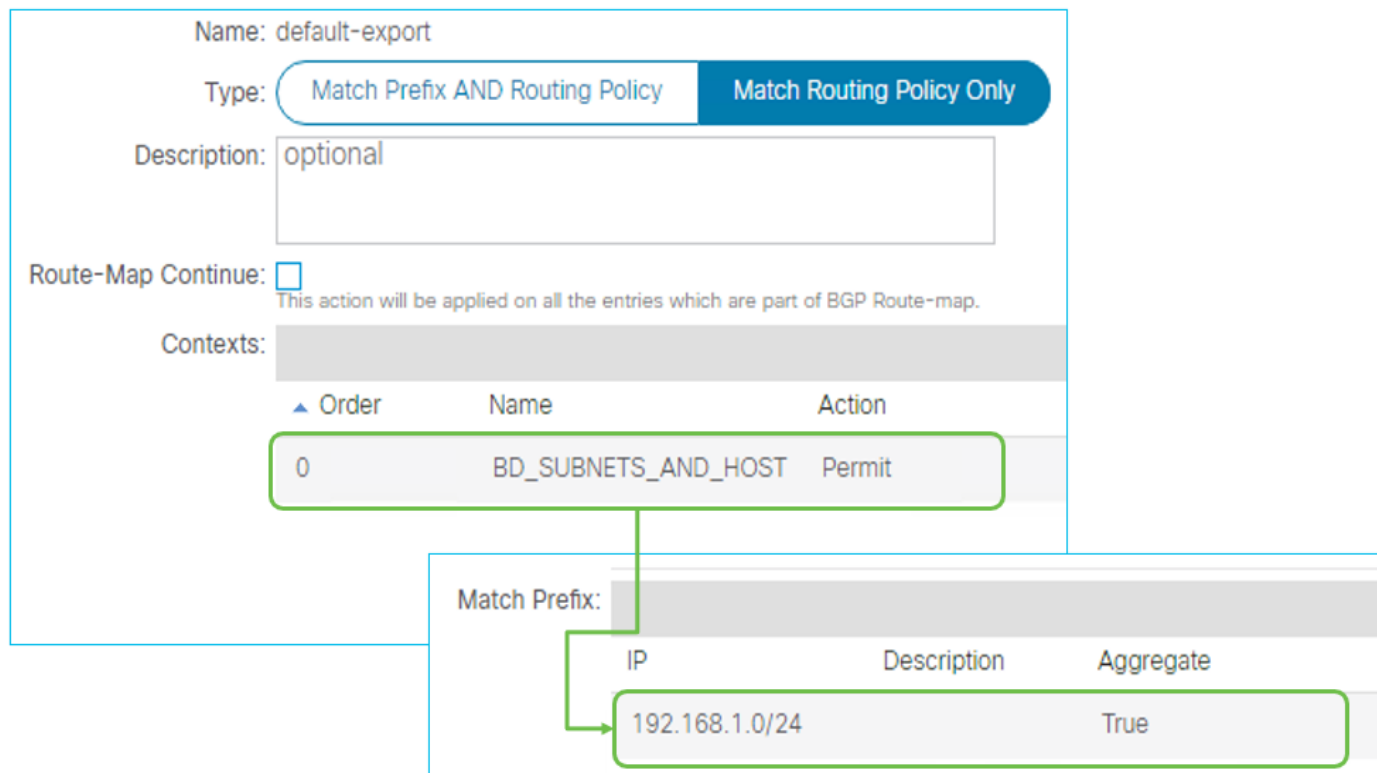 Name: default-export
Type: Match Prefix AND Routing Policy Match Routing Policy Only
Description: optional
Route-Map Continue:
This action will be applied on all the entries which are part of BGP Route-map.
Contexts:
Order Name Action
0 BD_SUBNETS_AND_HOST Permit
Match Prefix:
IP Description Aggregate
192.168.1.0/24 True